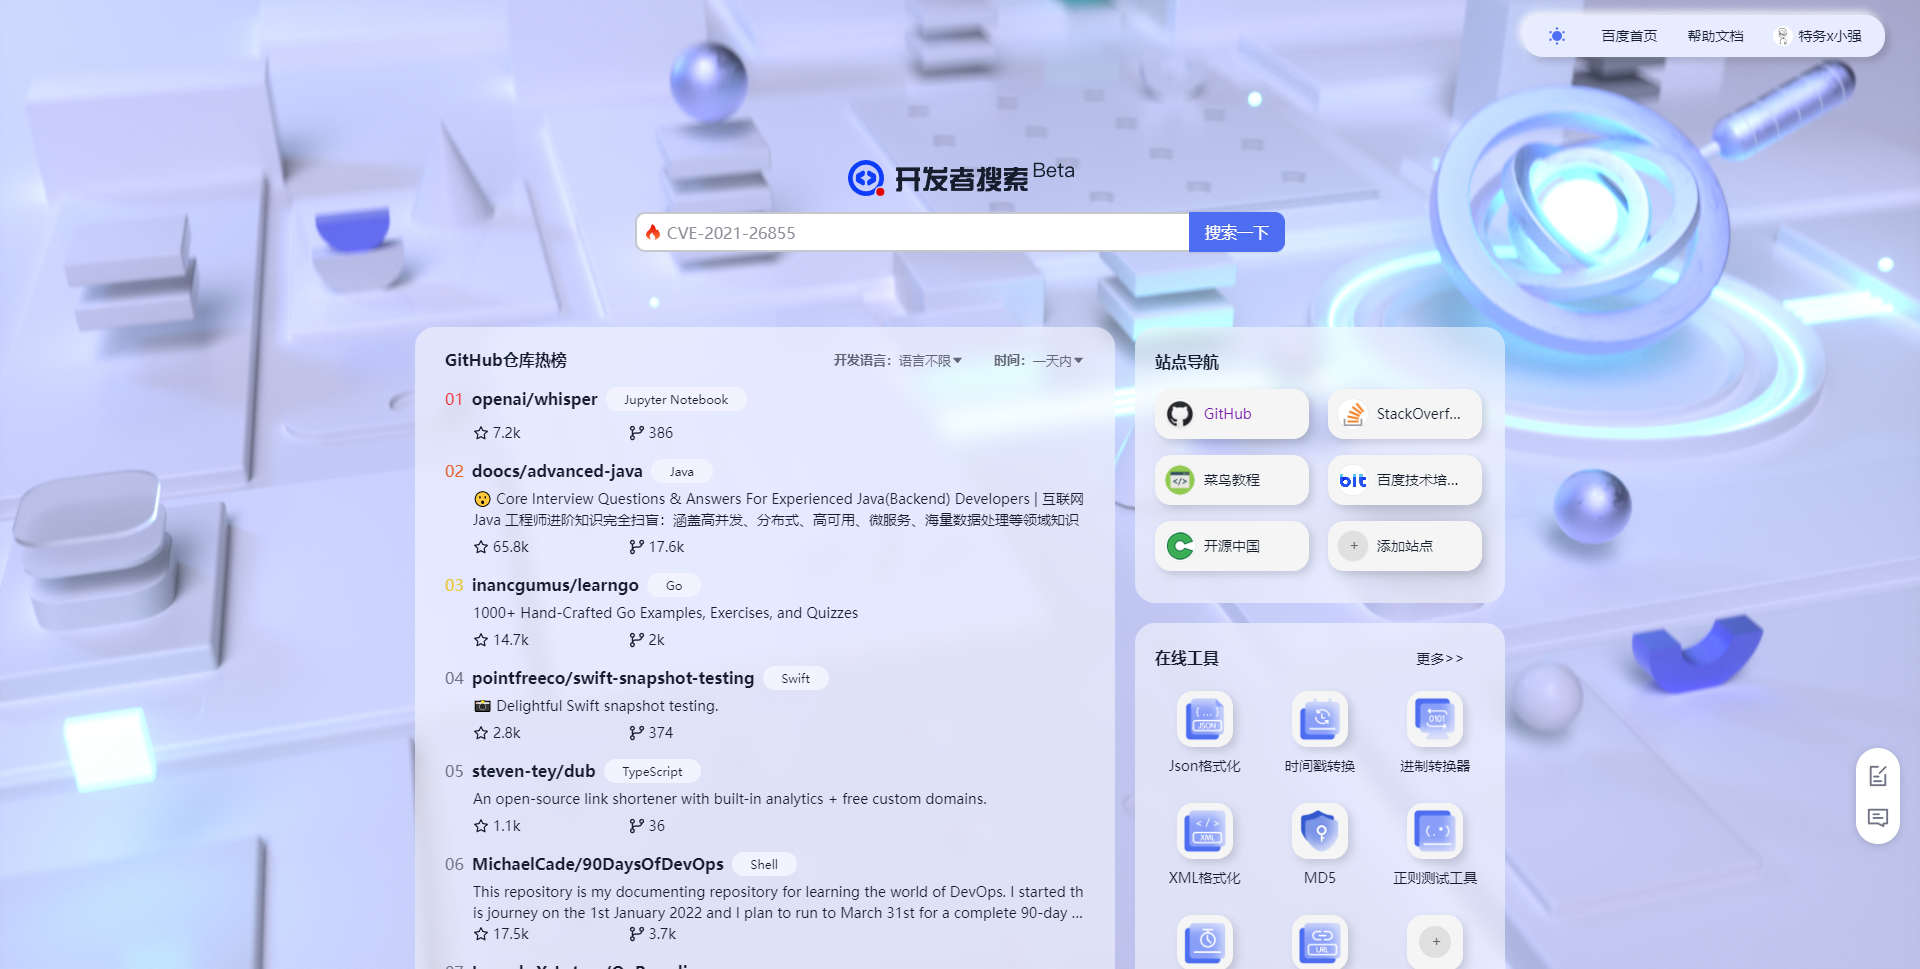 百度首页
帮助文档
特务x小强
开发者搜索 Beta
CVE-2021-26855
搜索一下
GitHub仓库热榜
开发语言: 语言不限
时间: 一天内
01 openai/whisper Jupyter Notebook
7.2k 386
02 doocs/advanced-java Java
😮 Core Interview Questions & Answers For Experienced Java(Backend) Developers | 互联网
Java 工程师进阶知识完全扫盲：涵盖高并发、分布式、高可用、微服务、海量数据处理等领域知识
65.8k 17.6k
03 inancgumus/learngo Go
1000+ Hand-Crafted Go Examples, Exercises, and Quizzes
14.7k 2k
04 pointfreeco/swift-snapshot-testing Swift
📸 Delightful Swift snapshot testing.
2.8k 374
05 steven-tey/dub TypeScript
An open-source link shortener with built-in analytics + free custom domains.
1.1k 36
06 MichaelCade/90DaysOfDevOps Shell
This repository is my documenting repository for learning the world of DevOps. I started th
is journey on the 1st January 2022 and I plan to run to March 31st for a complete 90-day ...
17.5k 3.7k
站点导航
GitHub
StackOverf...
菜鸟教程
bit 百度技术培...
开源中国
+ 添加站点
在线工具
更多>>
{...} JSON
0101
Json格式化
时间戳转换
进制转换器
</> XML
(.*)
XML格式化
MD5
正则测试工具
URL
+